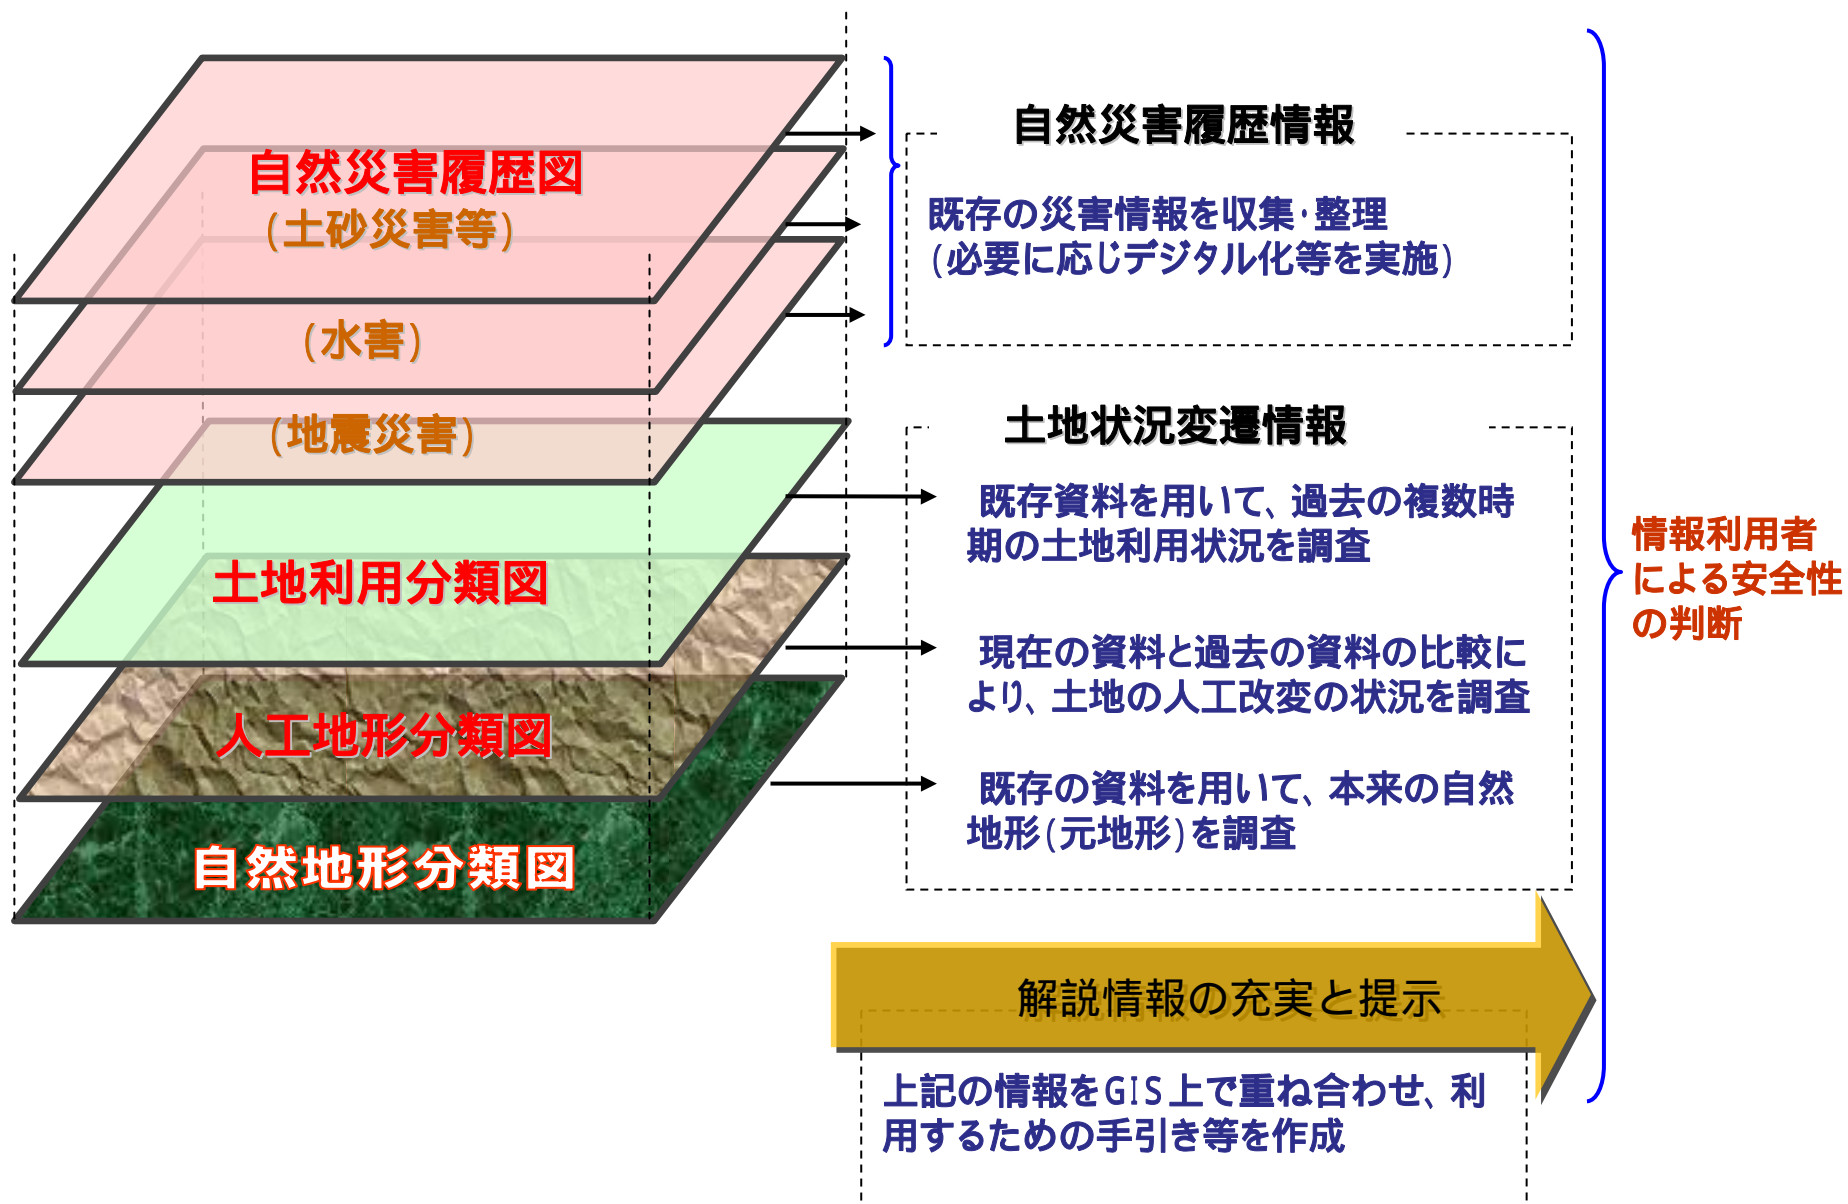 自然災害履歴図
(土砂災害等)
(水害)
(地震災害)
土地利用分類図
人工地形分類図
自然地形分類図
自然災害履歴情報
既存の災害情報を収集・整理
(必要に応じデジタル化等を実施)
土地状況変遷情報
既存資料を用いて、過去の複数時
期の土地利用状況を調査
現在の資料と過去の資料の比較に
より、土地の人工改変の状況を調査
既存の資料を用いて、本来の自然
地形(元地形)を調査
解説情報の充実と提示
上記の情報をGIS上で重ね合わせ、利
用するための手引き等を作成
情報利用者
による安全性
の判断